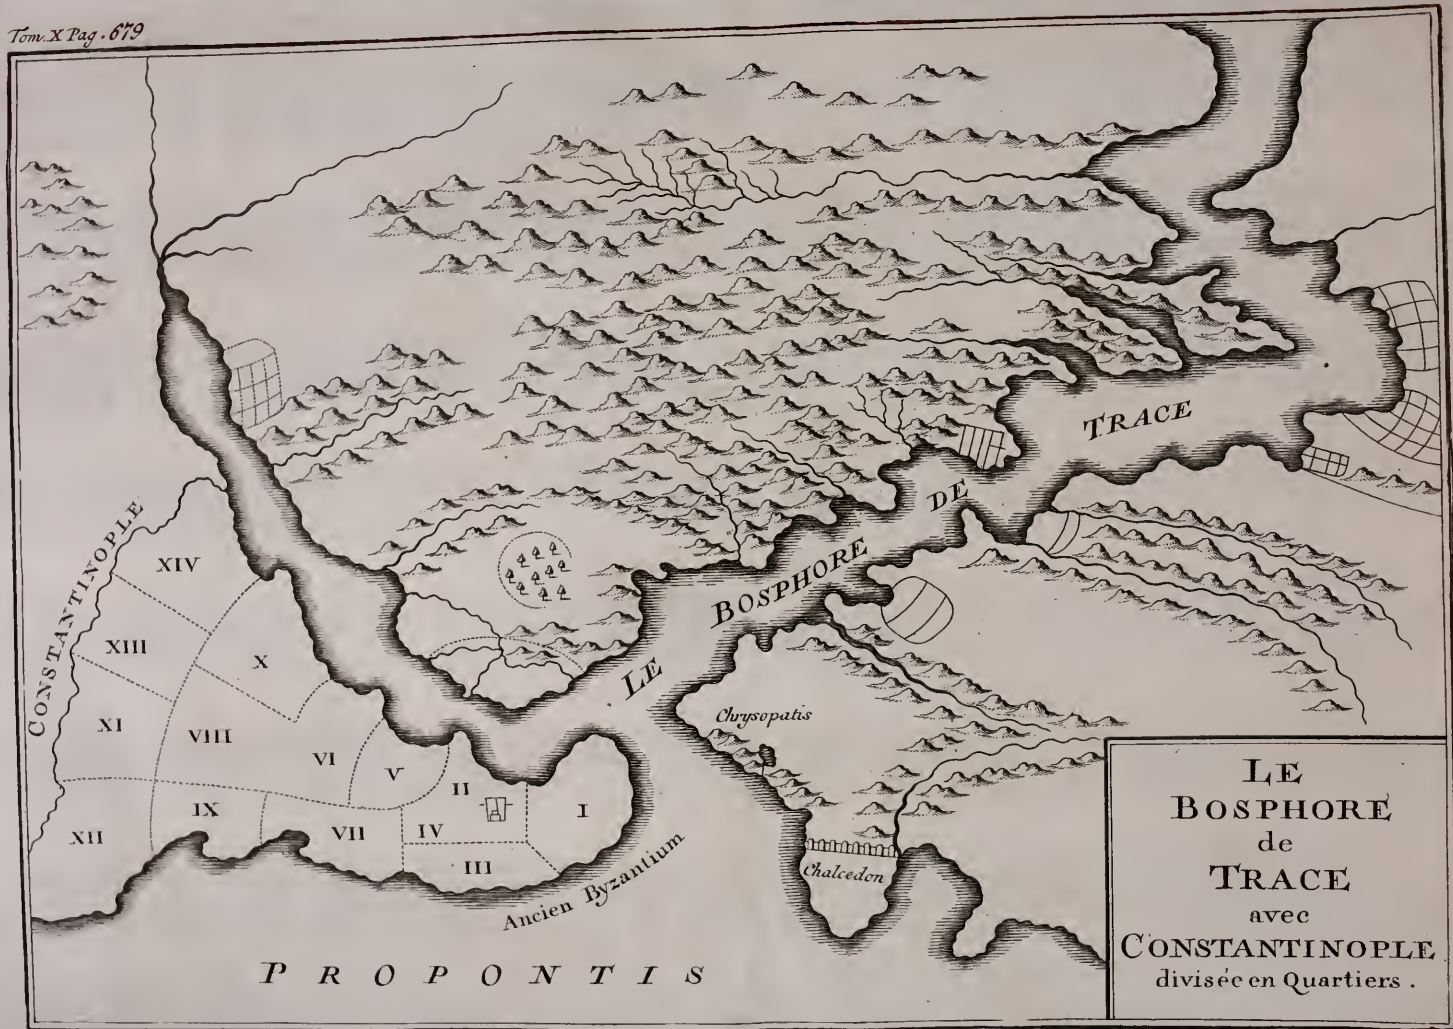 Tom. X Pag. 679
CONSTANTINOPLE
XIV
XIII
X
XI
VIII
VI
V
II
I
IX
VII
IV
XII
III
Ancien Byzantium
PROPONTIS
LE BOSPHORE DE TRACE
Chrysopatis
Chalcedon
LE
BOSPHORE
de
TRACE
avec
CONSTANTINOPLE
divisée en Quartiers.